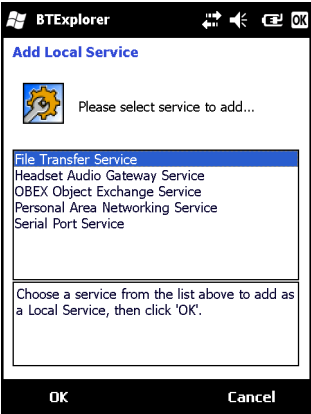 BTExplorer
OK
Add Local Service
Please select service to add...
File Transfer Service
Headset Audio Gateway Service
OBEX Object Exchange Service
Personal Area Networking Service
Serial Port Service
Choose a service from the list above to add as
a Local Service, then click 'OK'.
OK
Cancel